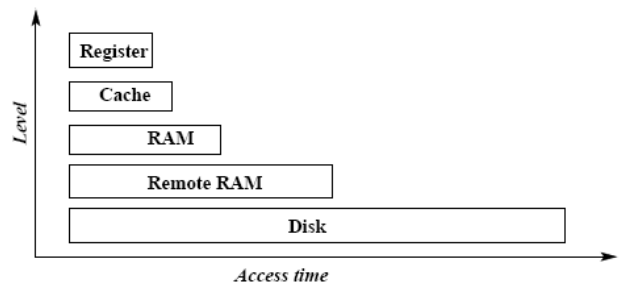 Register
Cache
RAM
Remote RAM
Disk
Level
Access time